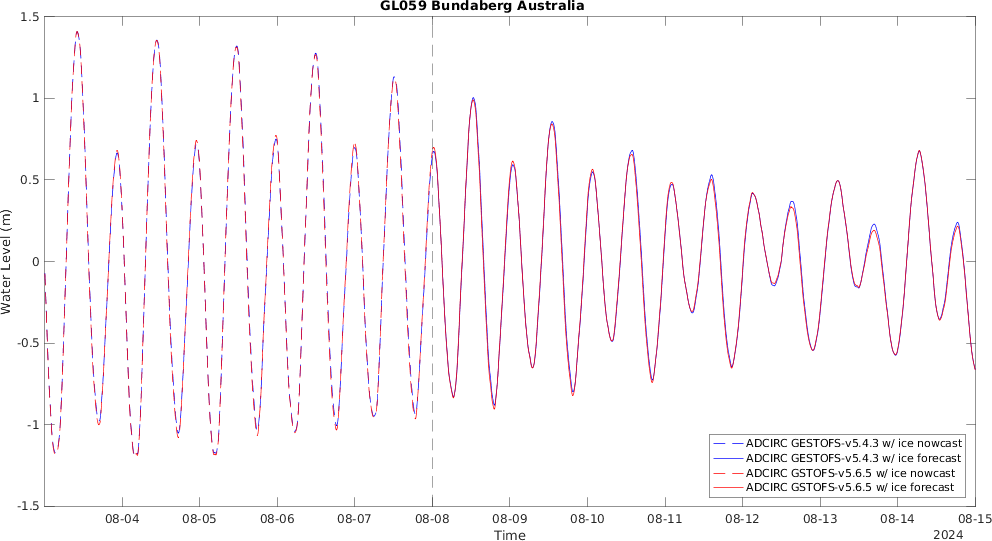 GL059 Bundaberg Australia
1.5
1
0.5
0
-0.5
-1
-1.5
Water Level (m)
08-04 08-05 08-06 08-07 08-08 08-09 08-10 08-11 08-12 08-13 08-14 08-15
Time
2024
ADCIRC GESTOFS-v5.4.3 w/ ice nowcast
ADCIRC GESTOFS-v5.4.3 w/ ice forecast
ADCIRC GSTOFS-v5.6.5 w/ ice nowcast
ADCIRC GSTOFS-v5.6.5 w/ ice forecast